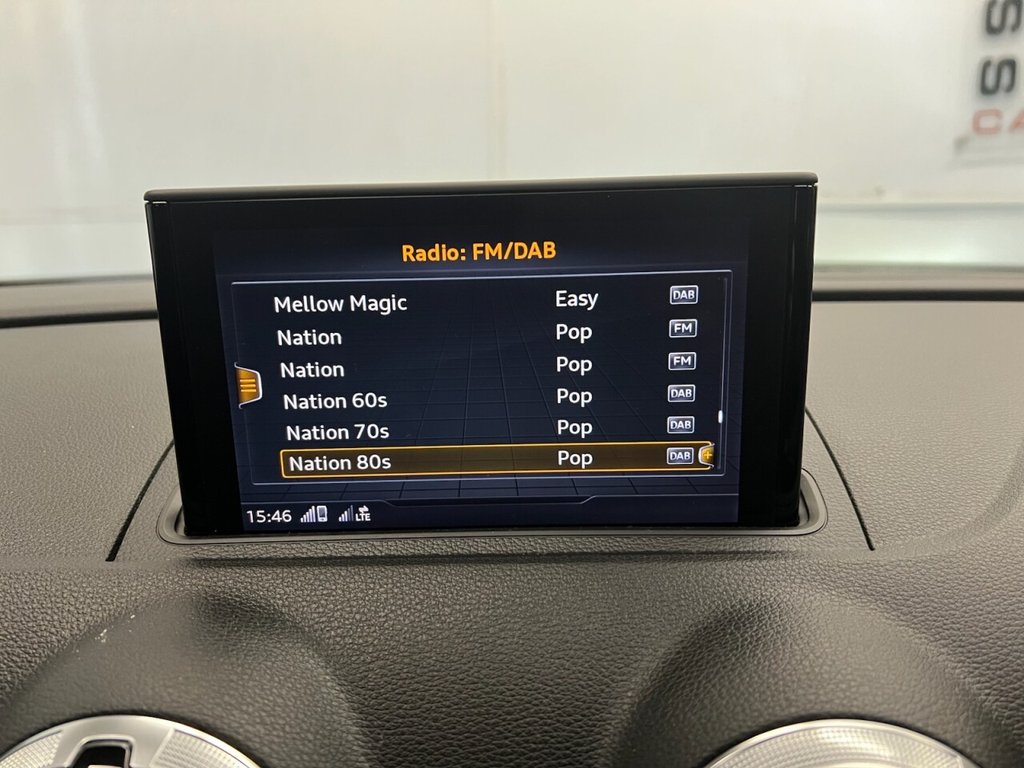 Radio: FM/DAB
Mellow Magic Easy DAB
Nation Pop FM
Nation Pop FM
Nation 60s Pop DAB
Nation 70s Pop DAB
Nation 80s Pop DAB
15:46 LTE
S
S
CA